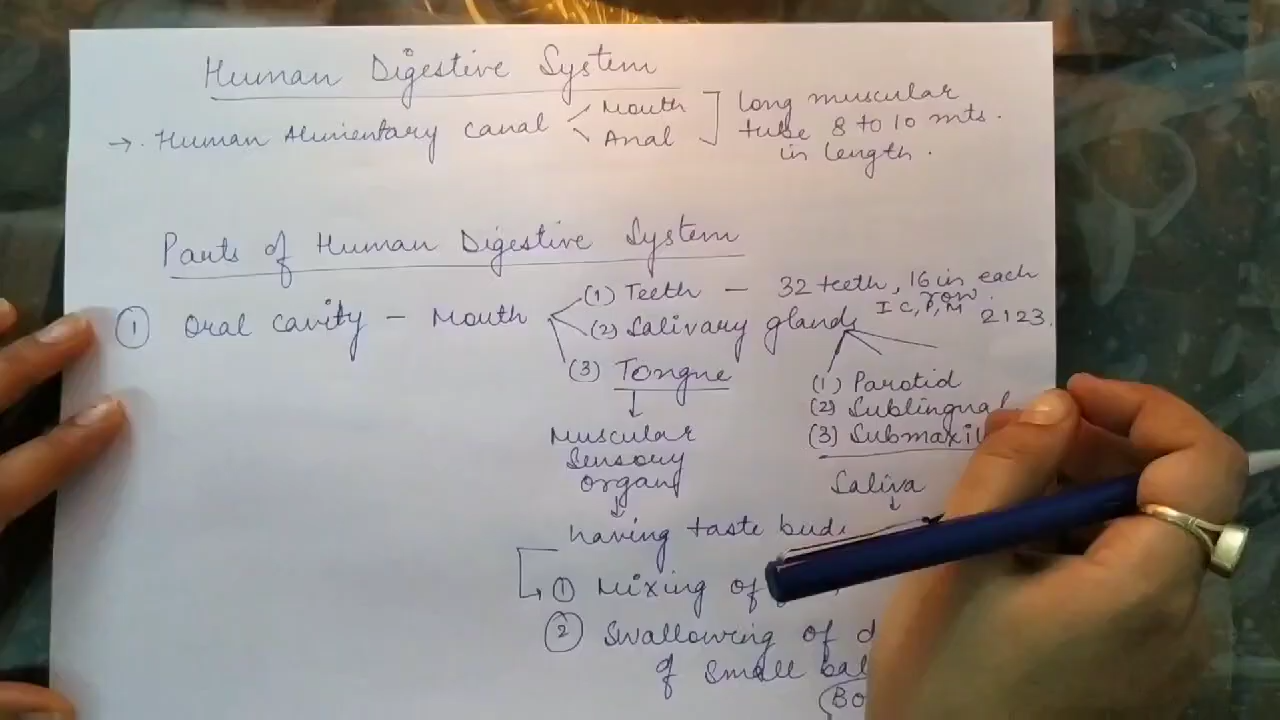 Human Digestive System
→. Human Alimentary canal Mouth Anal long muscular tube 8 to 10 mts. in length.
Parts of Human Digestive System
① Oral cavity - Mouth
(1) Teeth - 32 teeth, 16 in each row.
I C, P, M 2123.
(2) Salivary glands
(1) Parotid
(2) Sublingual
(3) Submaxil
Saliva
(3) Tongue
Muscular
Sensory
organ
having taste buds
① Mixing of
② Swallowing of
of small bal
Bo